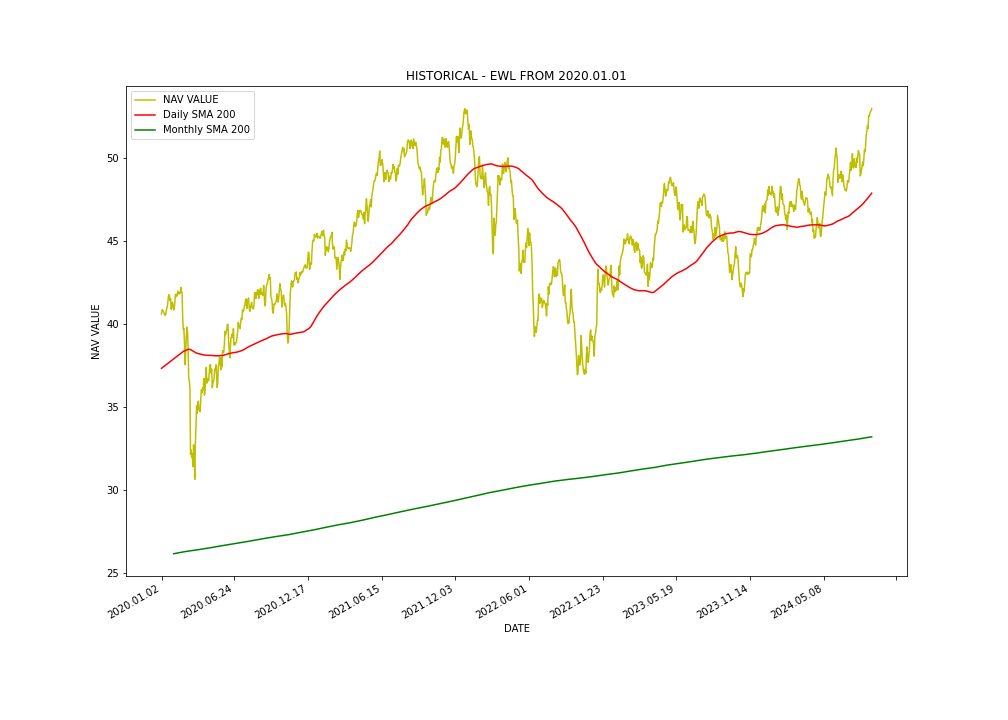 HISTORICAL - EWL FROM 2020.01.01
NAV VALUE
Daily SMA 200
Monthly SMA 200
NAV VALUE
50
45
40
35
30
25
2020.01.02
2020.06.24
2020.12.17
2021.06.15
2021.12.03
2022.06.01
2022.11.23
2023.05.19
2023.11.14
2024.05.08
DATE